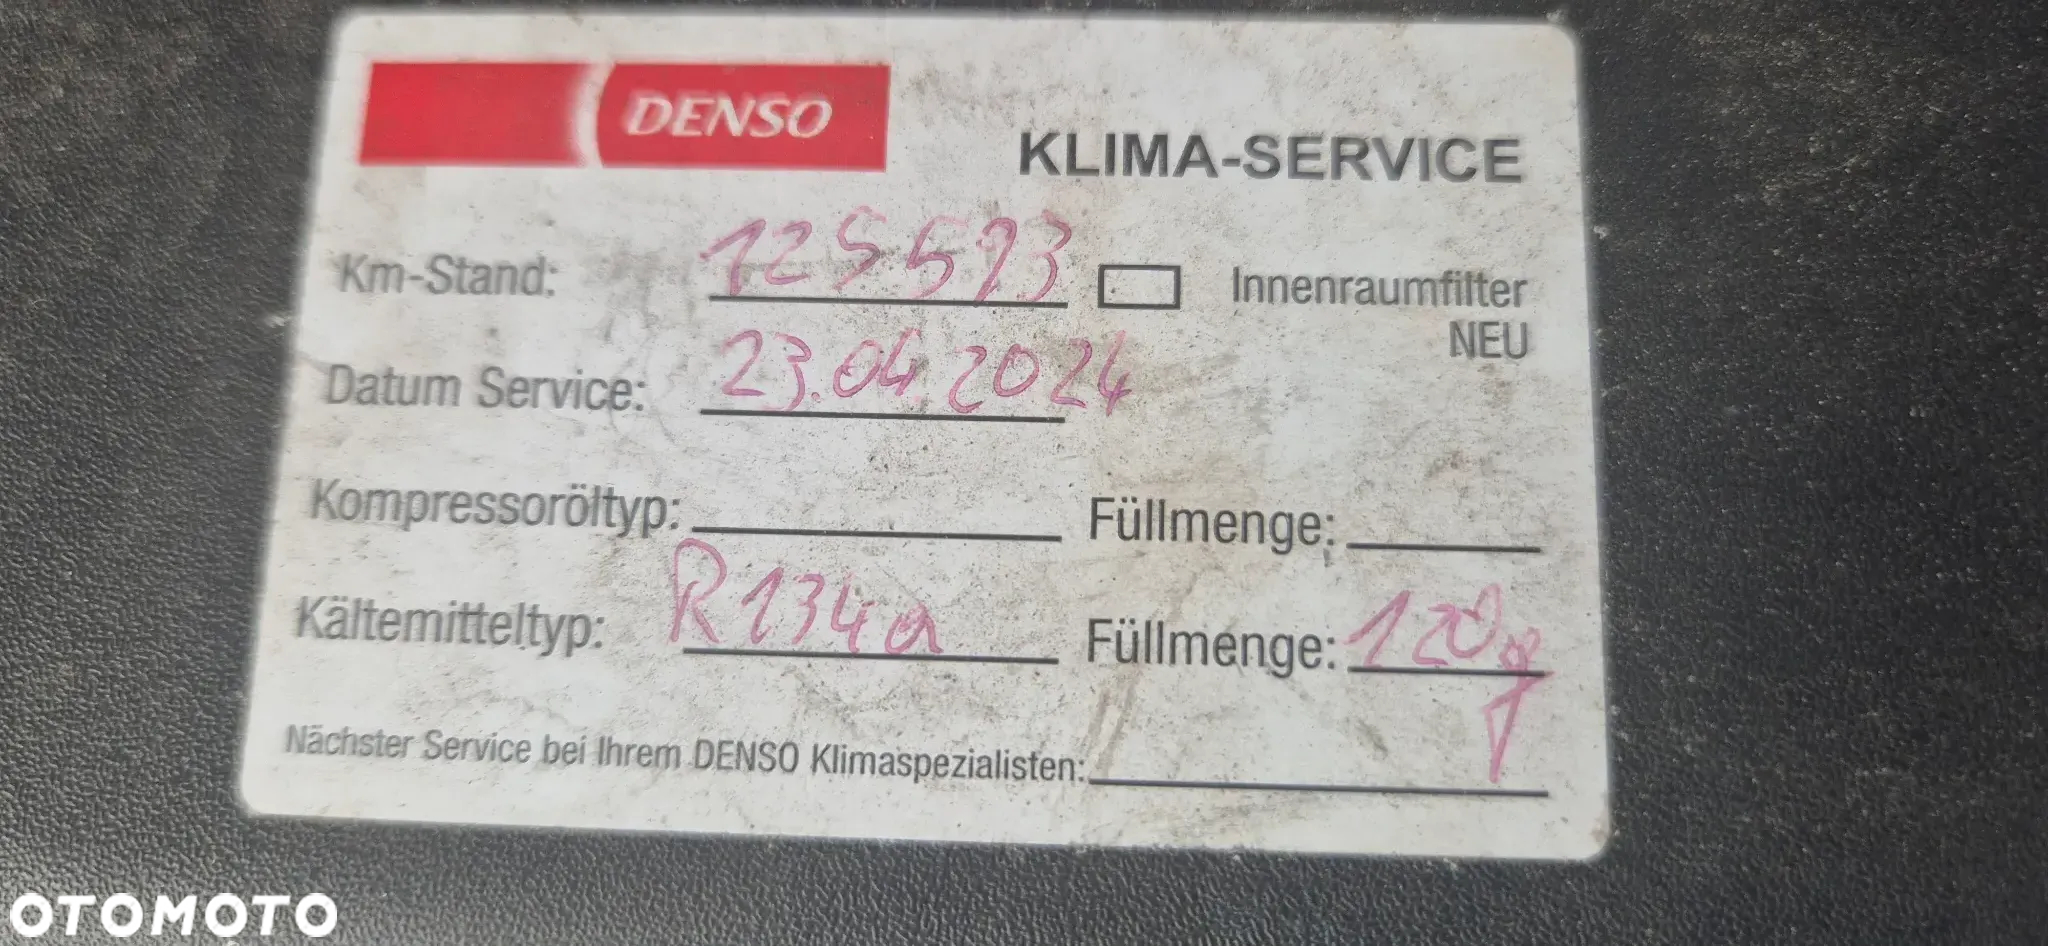 DENSO
KLIMA-SERVICE
Km-Stand: 125593
Innenraumfilter
NEU
Datum Service: 23.04.2024
Kompressoröltyp: Füllmenge:
Kältemitteltyp: R134a Füllmenge: 120g
Nächster Service bei Ihrem DENSO Klimaspezialisten:
OTOMOTO